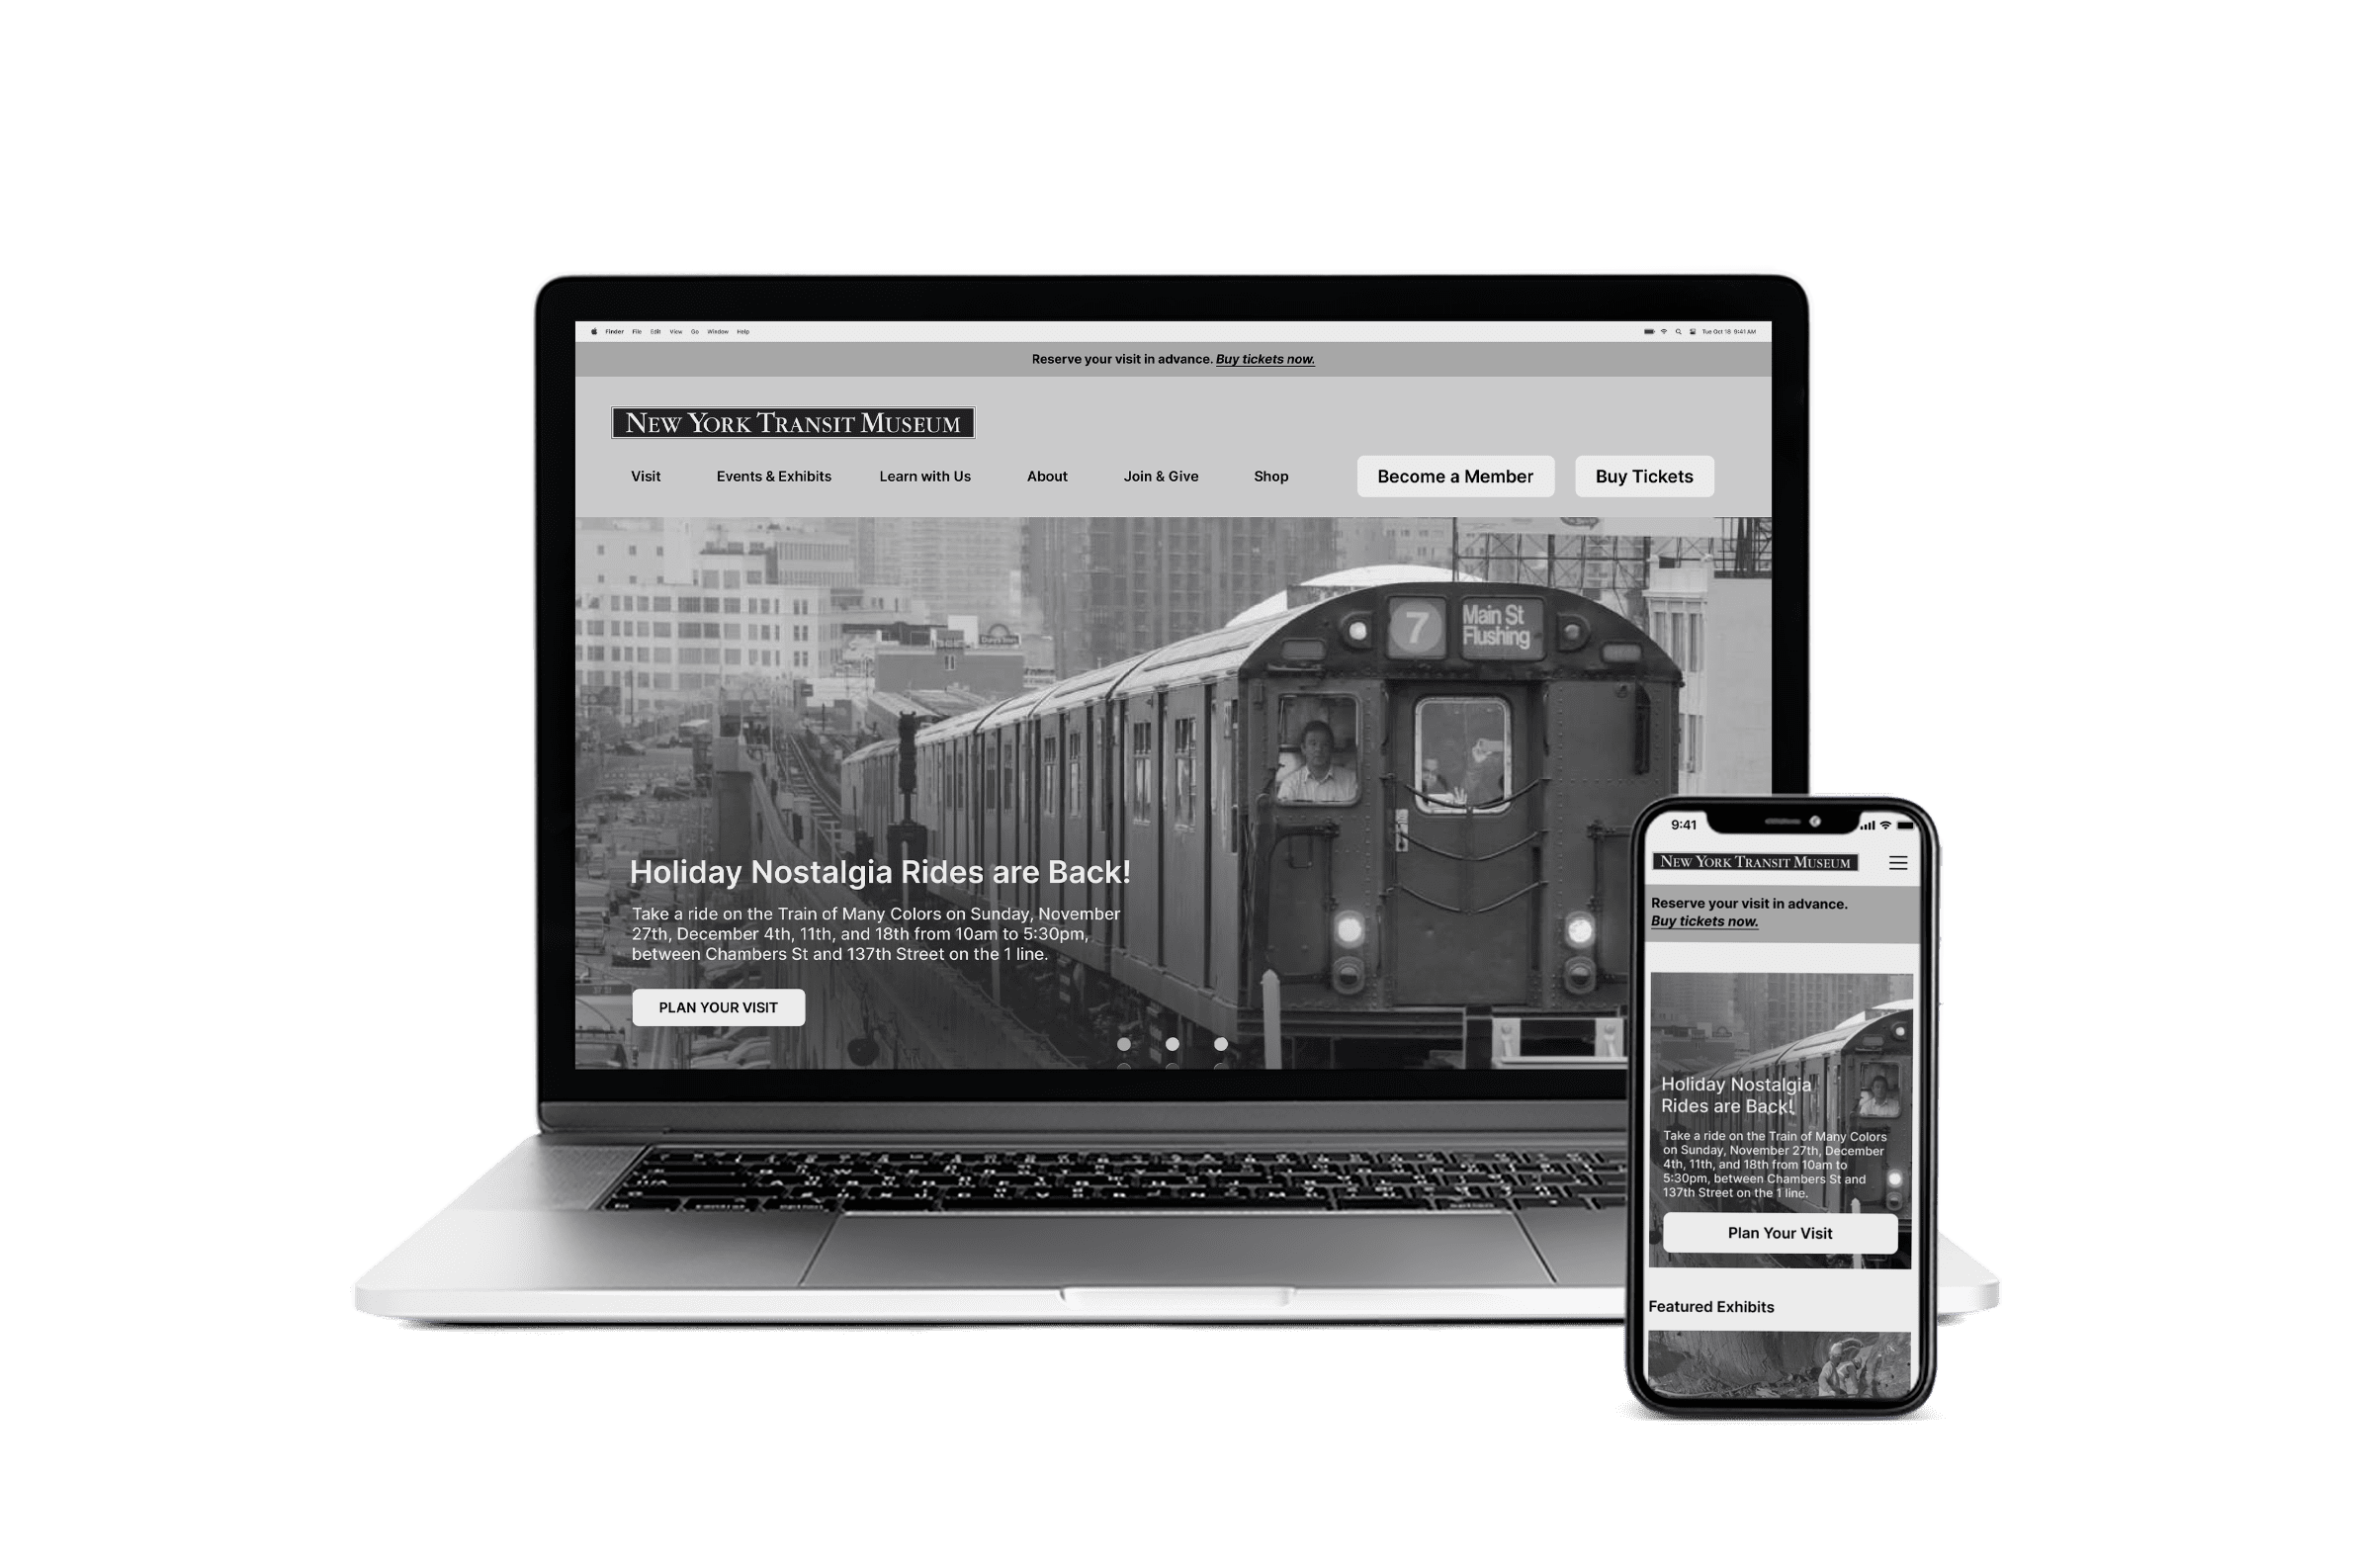 Finder File Edit View Go Window Help
Tue Oct 18 9:41 AM
Reserve your visit in advance. Buy tickets now.
NEW YORK TRANSIT MUSEUM
Visit Events & Exhibits Learn with Us About Join & Give Shop Become a Member Buy Tickets
7 Main St
Flushing
Holiday Nostalgia Rides are Back!
Take a ride on the Train of Many Colors on Sunday, November
27th, December 4th, 11th, and 18th from 10am to 5:30pm,
between Chambers St and 137th Street on the 1 line.
PLAN YOUR VISIT
9:41
NEW YORK TRANSIT MUSEUM
Reserve your visit in advance.
Buy tickets now.
Holiday Nostalgia
Rides are Back!
Take a ride on the Train of Many Colors
on Sunday, November 27th, December
4th, 11th, and 18th from 10am to
5:30pm, between Chambers St and
137th Street on the 1 line.
Plan Your Visit
Featured Exhibits